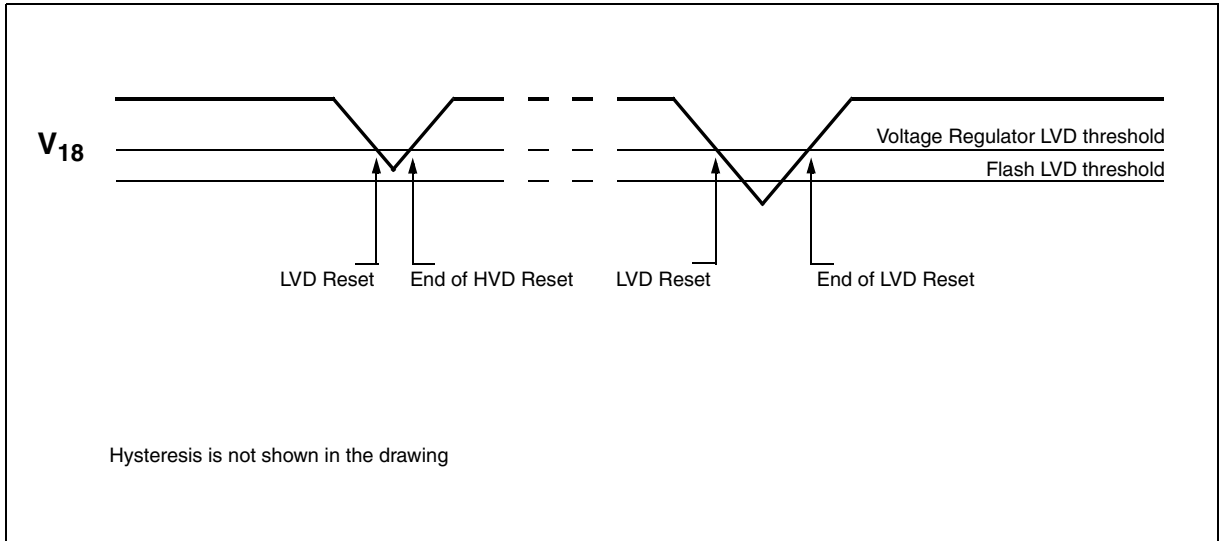 V18
Voltage Regulator LVD threshold
Flash LVD threshold
LVD Reset
End of HVD Reset
LVD Reset
End of LVD Reset
Hysteresis is not shown in the drawing